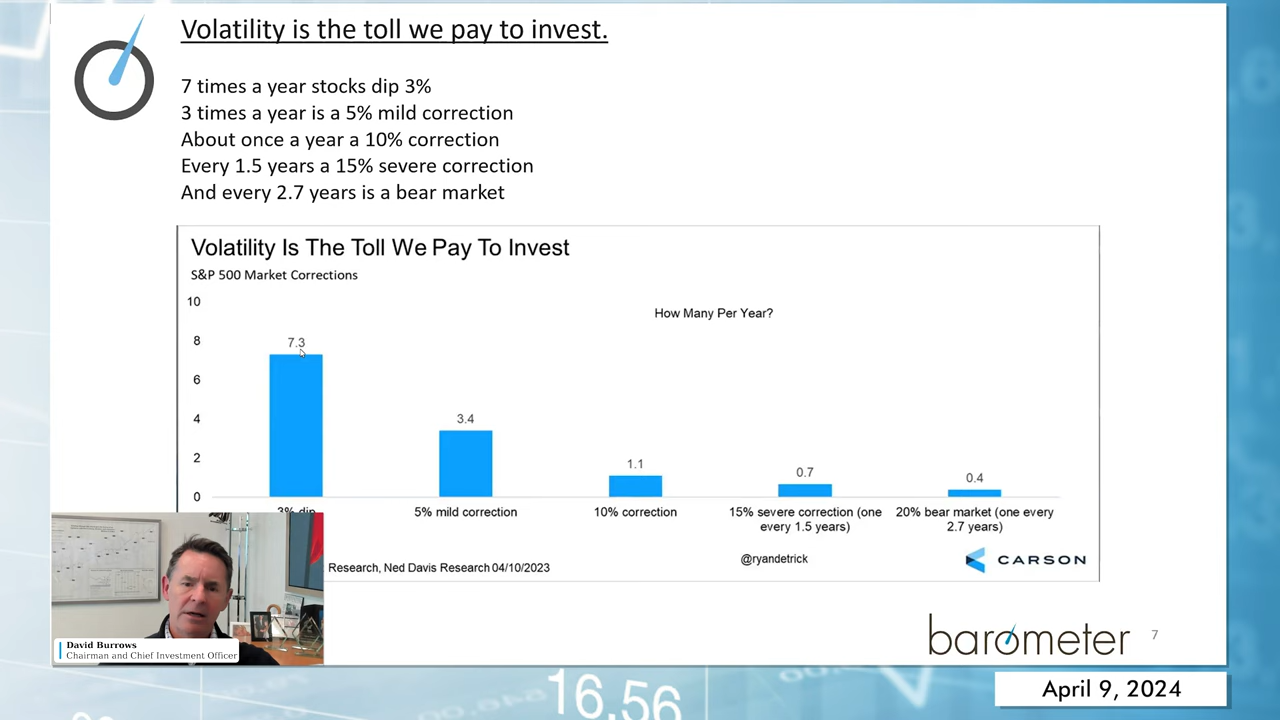 Volatility is the toll we pay to invest.
7 times a year stocks dip 3%
3 times a year is a 5% mild correction
About once a year a 10% correction
Every 1.5 years a 15% severe correction
And every 2.7 years is a bear market
Volatility Is The Toll We Pay To Invest
S&P 500 Market Corrections
How Many Per Year?
10
8
6
4
2
0
7.3
3.4
1.1
0.7
0.4
3% dip
5% mild correction
10% correction
15% severe correction (one
every 1.5 years)
20% bear market (one every
2.7 years)
Research, Ned Davis Research 04/10/2023
@ryandetrick
CARSON
David Burrows
Chairman and Chief Investment Officer
barometer
7
16,56
April 9, 2024